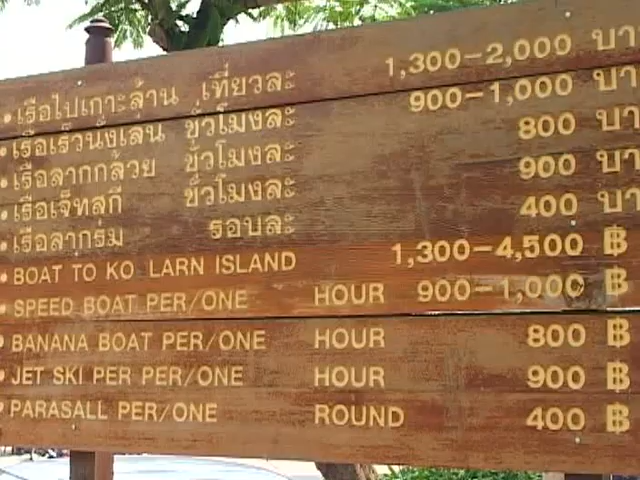 • เรือไปเกาะล้าน เที่ยวละ 1,300-2,000 บา
• เรือเร็วนั่งเล่น ชั่วโมงละ 900-1,000 บา
• เรือลากกล้วย ชั่วโมงละ 800 บา
• เรือเจ็ทสกี ชั่วโมงละ 900 บา
• เรือลากร่ม รอบละ 400 บา
• BOAT TO KO LARN ISLAND 1,300-4,500 ฿
• SPEED BOAT PER/ONE HOUR 900-1,000 ฿
• BANANA BOAT PER/ONE HOUR 800 ฿
• JET SKI PER PER/ONE HOUR 900 ฿
• PARASALL PER/ONE ROUND 400 ฿